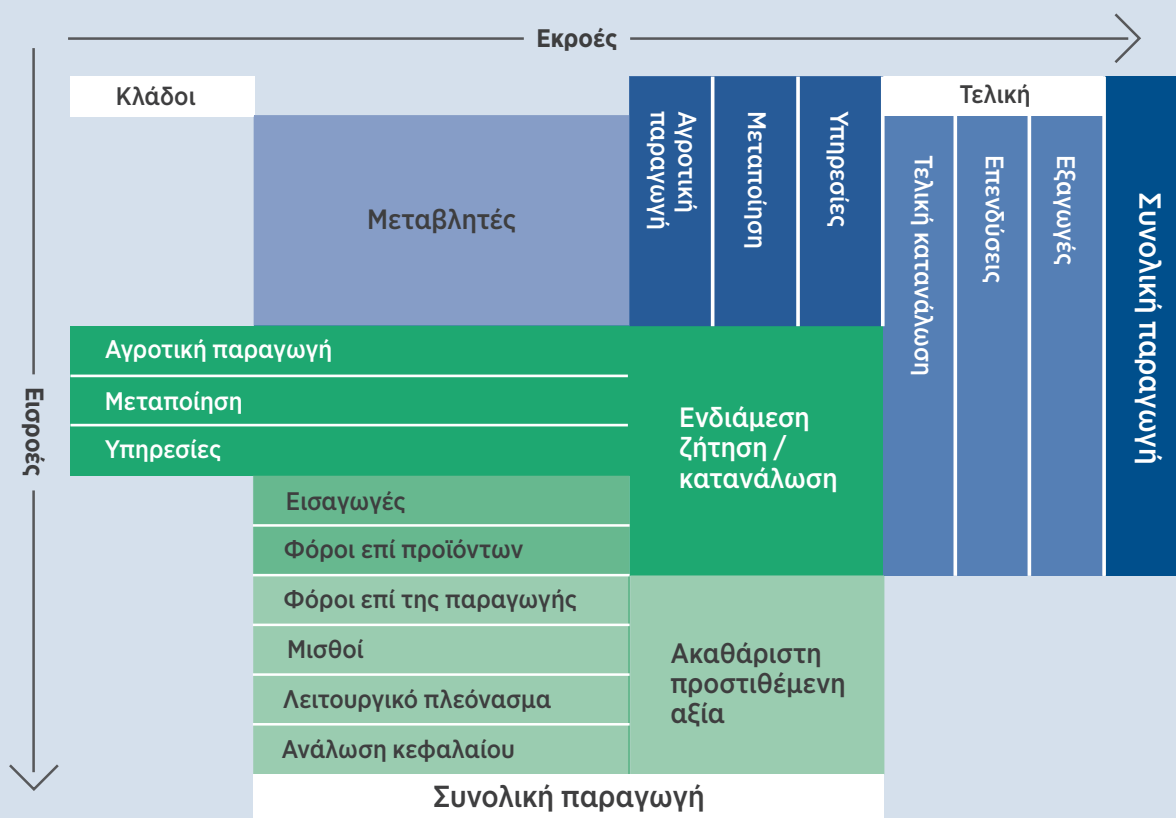 Εκροές
Κλάδοι
Τελική
Μεταβλητές
Αγροτική
παραγωγή
Μεταποίηση
Υπηρεσίες
Τελική κατανάλωση
Επενδύσεις
Εξαγωγές
Συνολική παραγωγή
Εισροές
Αγροτική παραγωγή
Μεταποίηση
Υπηρεσίες
Ενδιάμεση
ζήτηση /
κατανάλωση
Εισαγωγές
Φόροι επί προϊόντων
Φόροι επί της παραγωγής
Μισθοί
Λειτουργικό πλεόνασμα
Ανάλωση κεφαλαίου
Ακαθάριστη
προστιθέμενη
αξία
Συνολική παραγωγή